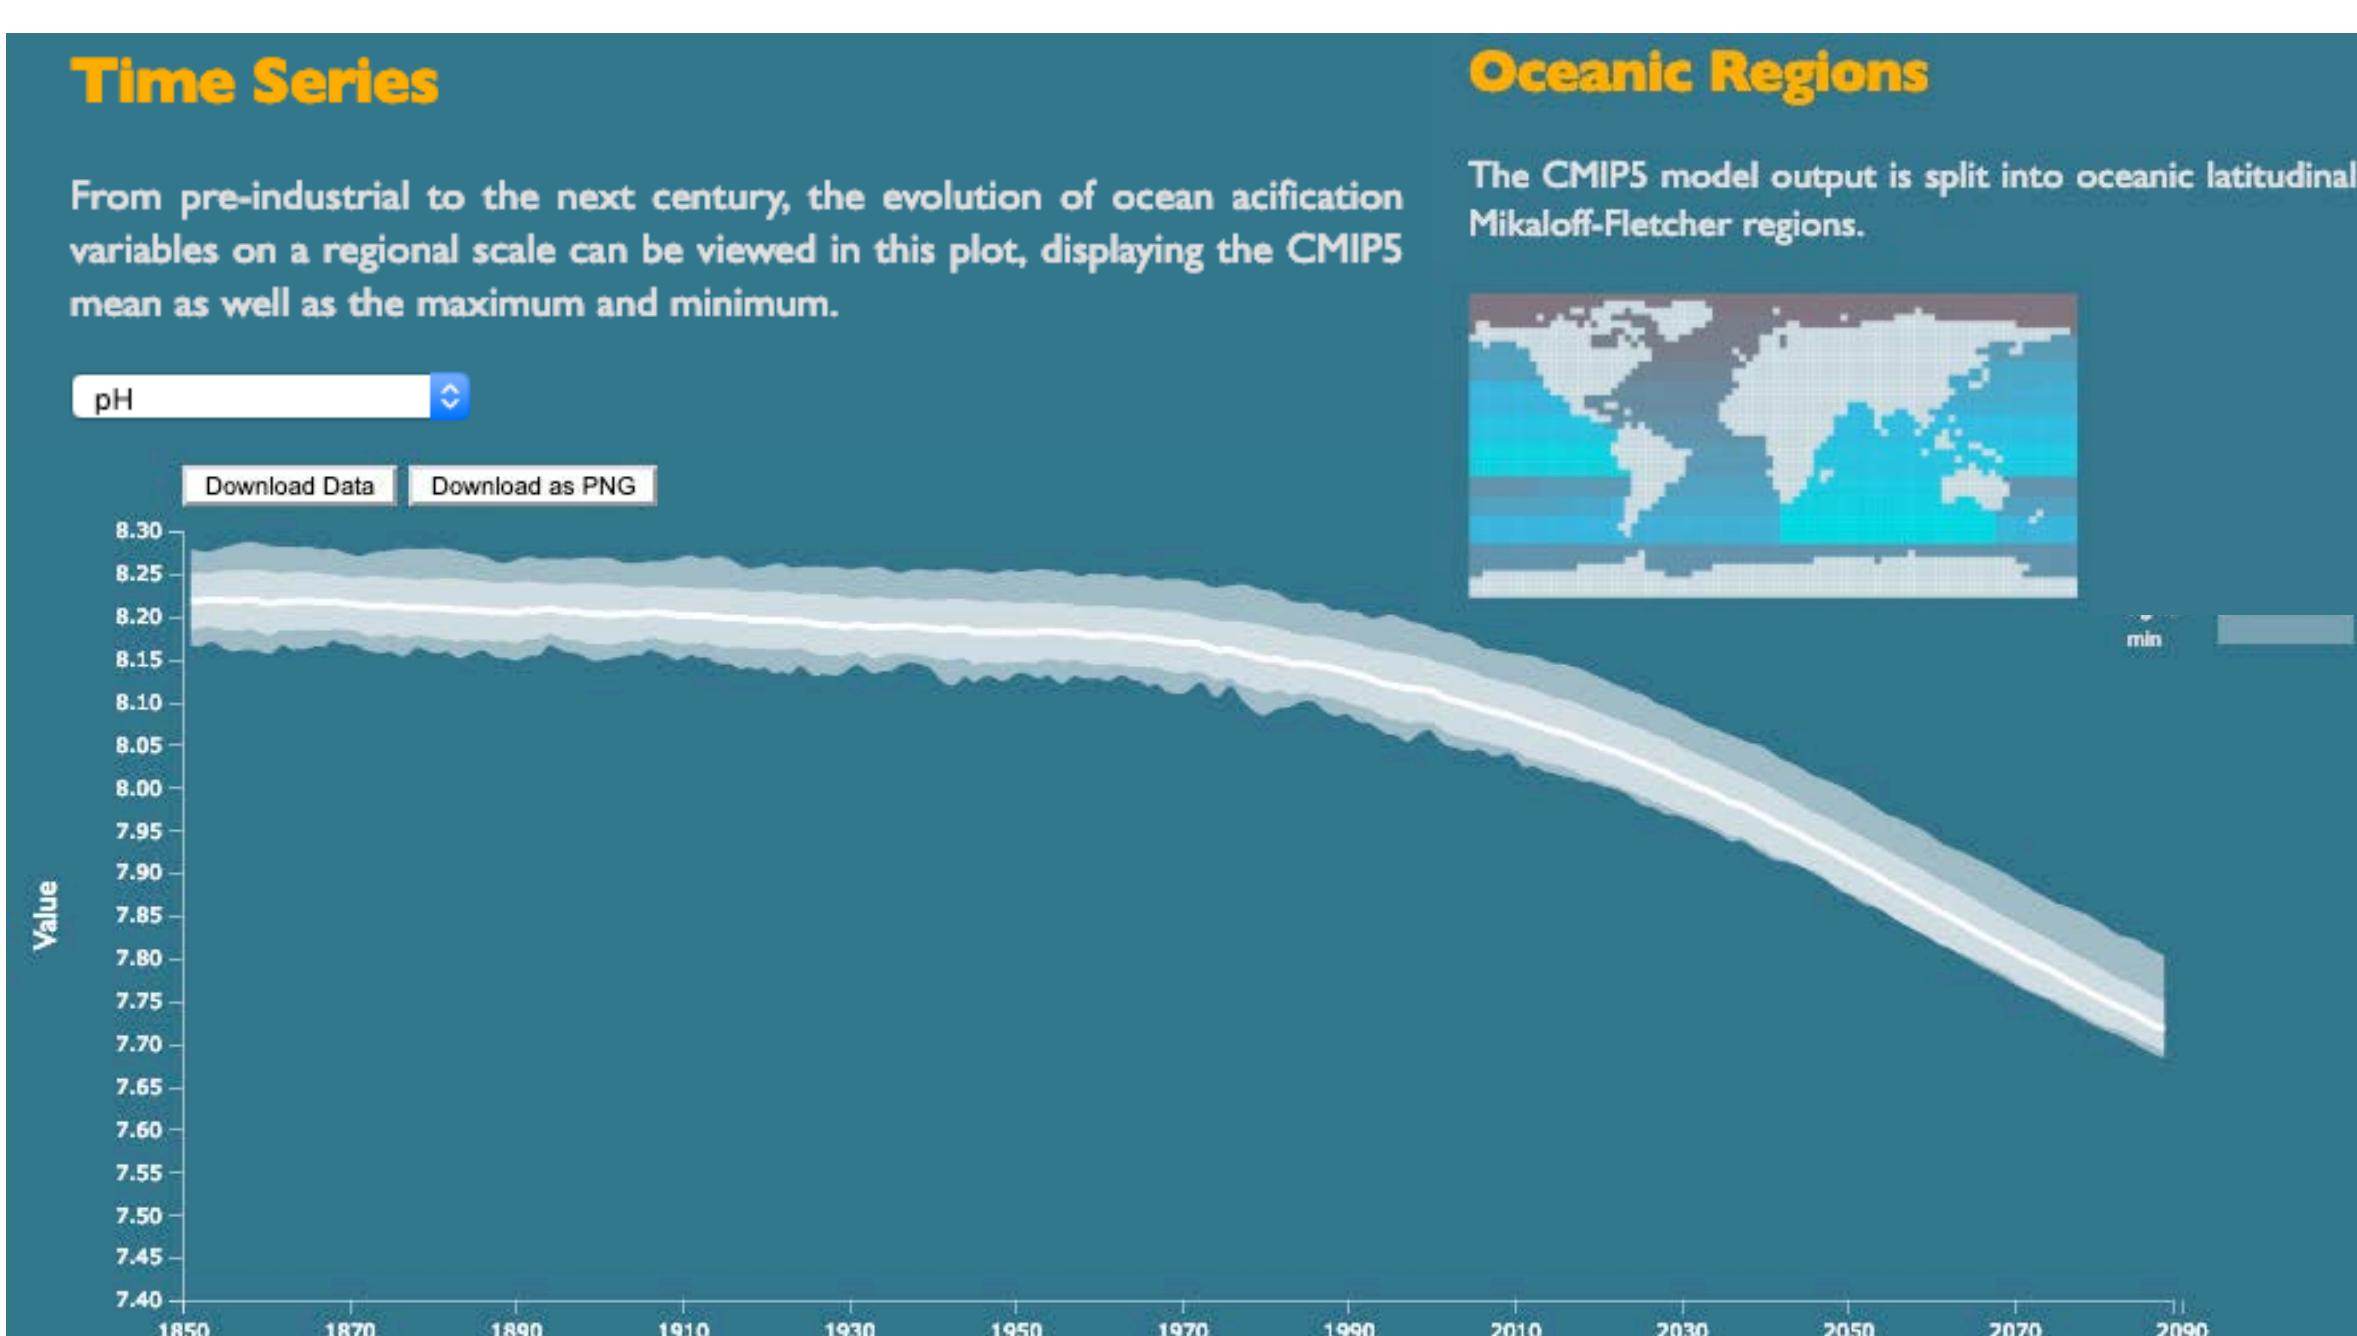 Time Series
From pre-industrial to the next century, the evolution of ocean acification
variables on a regional scale can be viewed in this plot, displaying the CMIP5
mean as well as the maximum and minimum.
pH
Download Data Download as PNG
Oceanic Regions
The CMIP5 model output is split into oceanic latitudinal
Mikaloff-Fletcher regions.
min
8.30
8.25
8.20
8.15
8.10
8.05
8.00
7.95
7.90
7.85
7.80
7.75
7.70
7.65
7.60
7.55
7.50
7.45
7.40
Value
1850 1870 1890 1910 1930 1950 1970 1990 2010 2030 2050 2070 2090